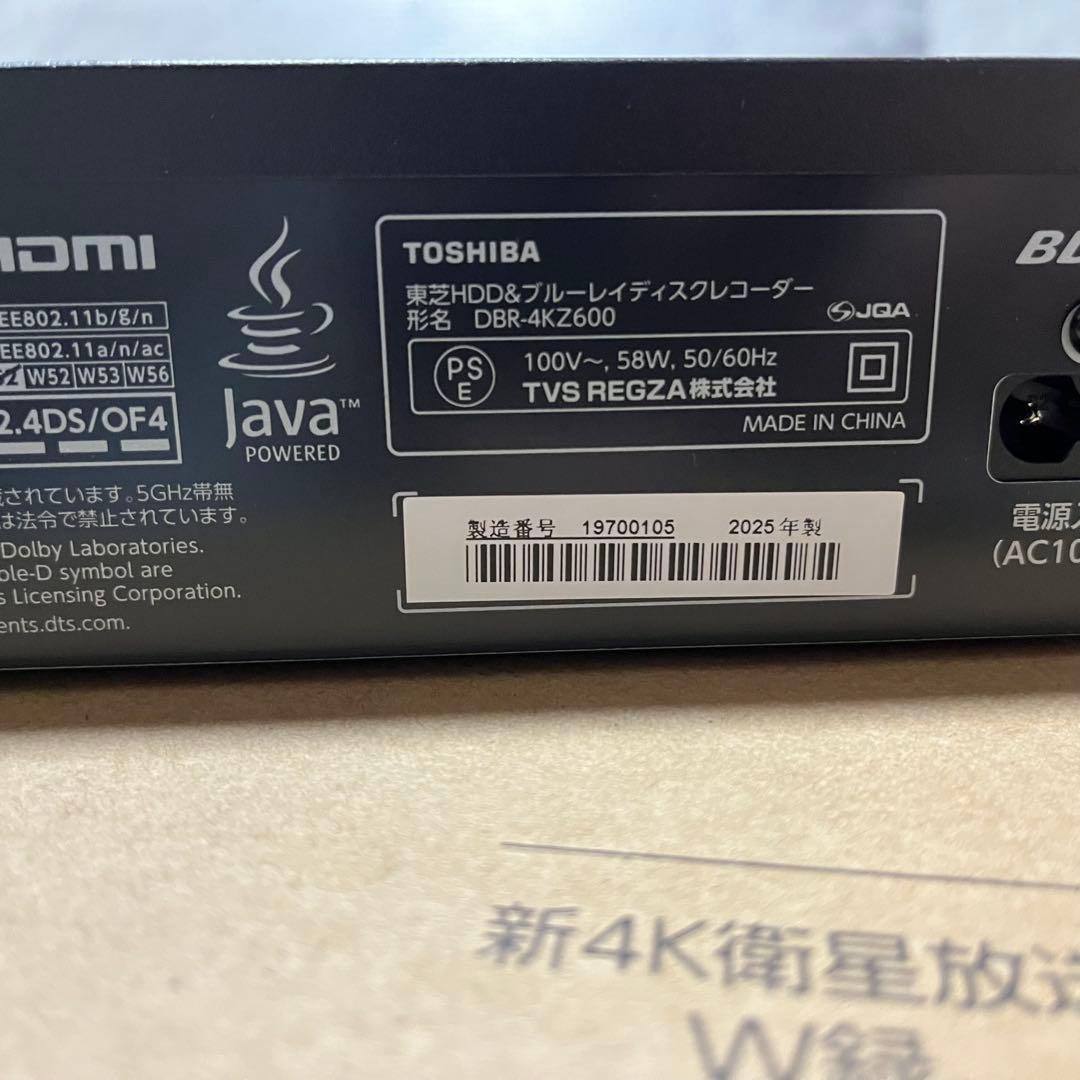 HDMI
EE802.11b/g/n
EE802.11a/n/ac
W52 W53 W56
2.4DS/OF4
Java™
POWERED
されています。5GHz帯無
は法令で禁止されています。
Dolby Laboratories.
ole-D symbol are
s Licensing Corporation.
ents.dts.com.
TOSHIBA
東芝HDD&ブルーレイディスクレコーダー
形名 DBR-4KZ600
JQA
PSE
100V～, 58W, 50/60Hz
TVS REGZA株式会社
MADE IN CHINA
製造番号 19700105 2025年製
電源
(AC10
新4K衛星放送
W録